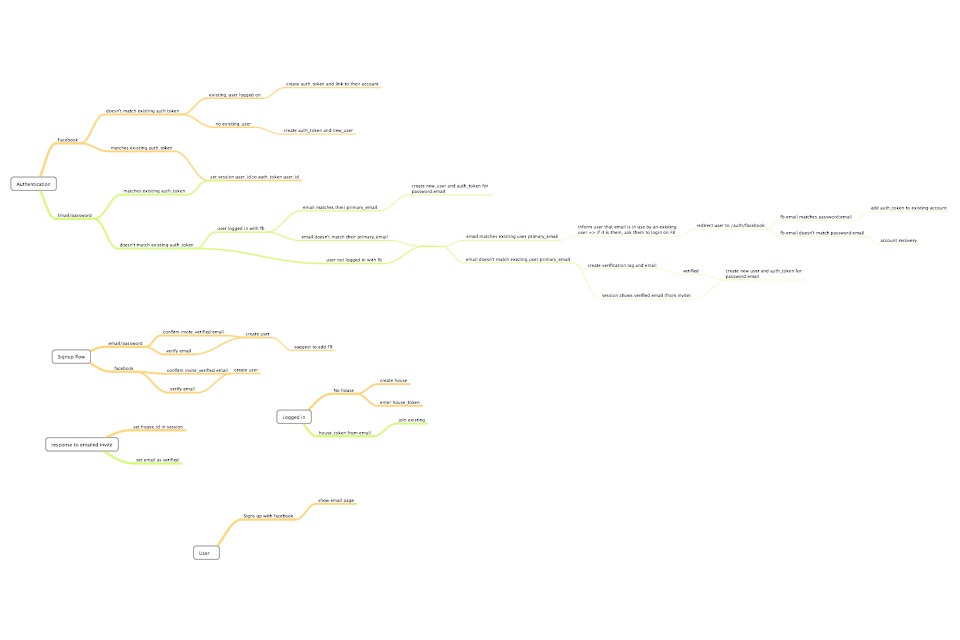 create auth_token and link to their account
existing_user logged on
doesn't match existing auth token
no existing_user
create auth_token and new_user
Facebook
matches existing auth_token
set session user_id to auth_token user_id
Authentication
matches existing auth_token
Email/password
create new_user and auth_token for
password:email
email matches their primary_email
user logged in with fb
email doesn't match their primary_email
doesn't match existing auth_token
user not logged in with fb
email matches existing user primary_email
inform user that email is in use by an existing
user => if it is them, ask them to login on FB
redirect user to /auth/facebook
fb email matches password:email
add auth_token to existing account
fb email doesn't match password:email
account recovery
email doesn't match existing user primary_email
create verification tag and email
verified
create new user and auth_token for
password:email
session shows verified email (from invite)
Signup flow
email/password
confirm invite_verified email
verify email
create user
suggest to add FB
facebook
confirm invite_verified email
create user
verify email
Logged in
No house
create house
enter house_token
house_token from email
join existing
response to emailed invite
set house_id in session
set email as verified
show email page
Signs up with facebook
User